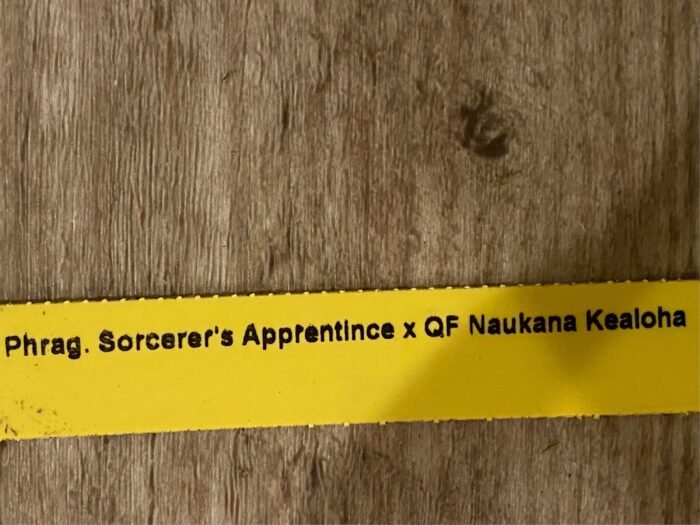 Phrag. Sorcerer's Apprentince x QF Naukana Kealoha